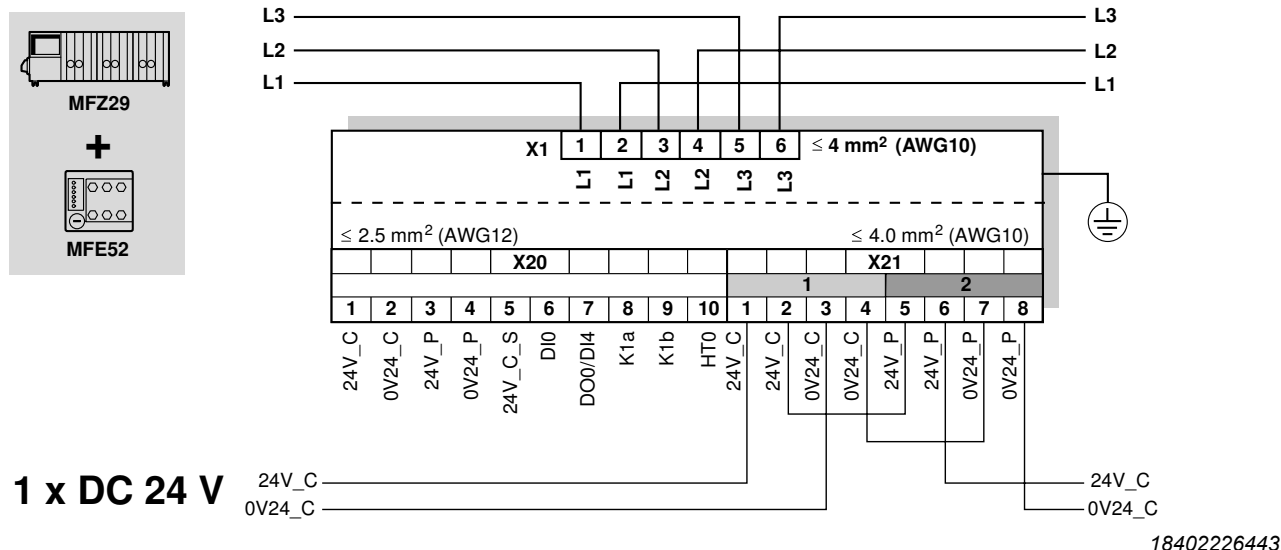 L3 L3
L2 L2
L1 L1
MFZ29
+
MFE52
X1 1 2 3 4 5 6 ≤ 4 mm² (AWG10)
L1 L1 L2 L2 L3 L3
≤ 2.5 mm² (AWG12) ≤ 4.0 mm² (AWG10)
X20 X21
1 2
1 2 3 4 5 6 7 8 9 10 1 2 3 4 5 6 7 8
24V_C 0V24_C 24V_P 0V24_P 24V_C_S DI0 DO0/DI4 K1a K1b HT0 24V_C 24V_C 0V24_C 0V24_C 24V_P 24V_P 0V24_P 0V24_P
1 x DC 24 V
24V_C 24V_C
0V24_C 0V24_C
18402226443